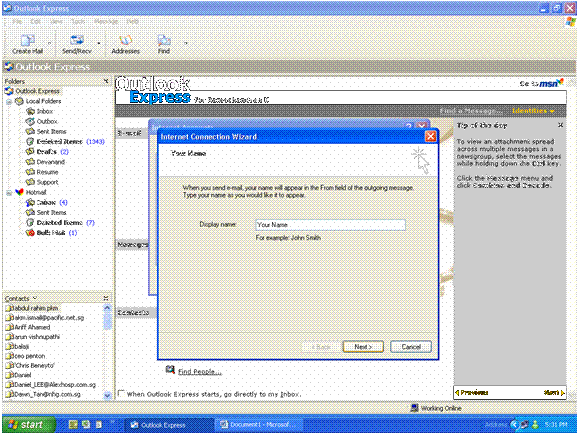 Outlook Express
File Edit View Tools Message Help
Create Mail Send/Recv Addresses Find
Outlook Express
Folders
Outlook Express
Local Folders
Inbox
Outbox
Sent Items
Deleted Items (1343)
Drafts (2)
Devanand
Resume
Support
Hotmail
Inbox (4)
Sent Items
Deleted Items (7)
Bulk Mail (1)
Contacts
abdul rahim pkm
akm.ismail@pacific.net.sg
Ariff Ahamed
arun vishnupathi
balaji
ceo penton
'Chris Benesyto'
Daniel
Daniel_LEE@Alexhosp.com.sg
Dawn_Tan@nhg.com.sg
Outlook
Express
Go to msn
Find a Message... Identities
E-mail
Internet Connection Wizard
Your Name
When you send e-mail, your name will appear in the From field of the outgoing message.
Type your name as you would like it to appear.
Display name: Your Name
For example: John Smith
< Back Next > Cancel
Contacts
Find People...
When Outlook Express starts, go directly to my Inbox.
Tip of the day
To view an attachment spread
across multiple messages in a
newsgroup, select the messages
while holding down the Ctrl key.
Click the Message menu and
click Combine and Decode.
Previous Next
Working Online
start Outlook Express Document1 - Microsof... Address 5:31 PM